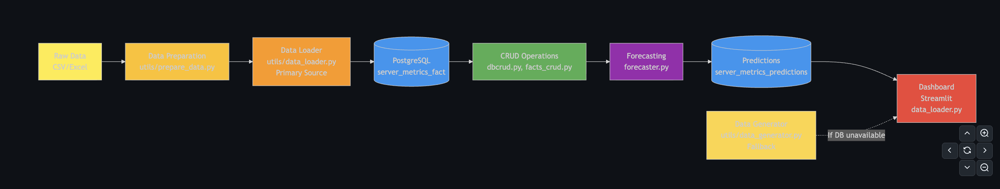 Raw Data
CSV/Excel
Data Preparation
utils/prepare_data.py
Data Loader
utils/data_loader.py
Primary Source
PostgreSQL
server_metrics_fact
CRUD Operations
dbcrud.py, facts_crud.py
Forecasting
forecaster.py
Predictions
server_metrics_predictions
Dashboard
Streamlit
data_loader.py
Data Generator
utils/data_generator.py
Fallback
If DB unavailable